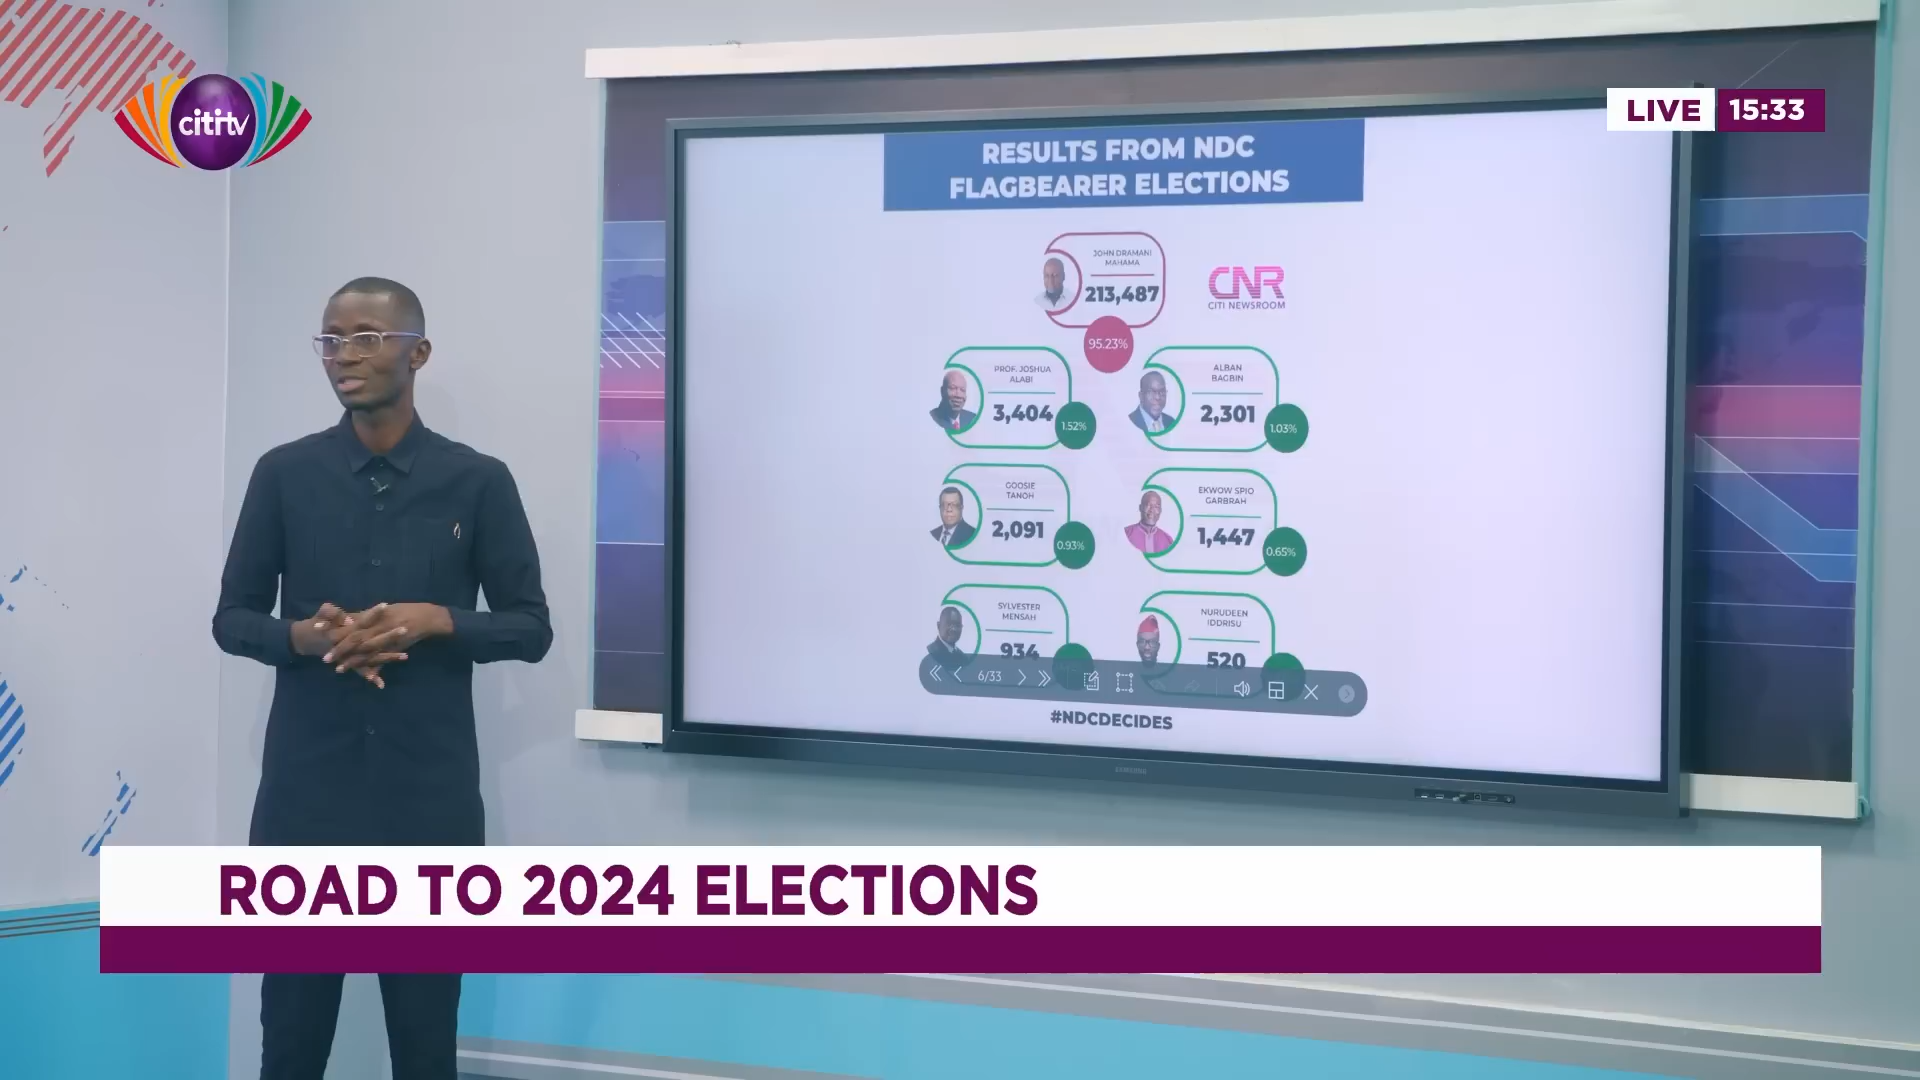 cititv
LIVE 15:33
RESULTS FROM NDC
FLAGBEARER ELECTIONS
JOHN DRAMANI
MAHAMA
213,487
95.23%
CNR
CITI NEWSROOM
PROF. JOSHUA
ALABI
3,404
1.52%
ALBAN
BAGBIN
2,301
1.03%
GOOSIE
TANOH
2,091
0.93%
EKWOW SPIO
GARBRAH
1,447
0.65%
SYLVESTER
MENSAH
934
NURUDEEN
IDDRISU
520
6/33
#NDCDECIDES
SAMSUNG
ROAD TO 2024 ELECTIONS